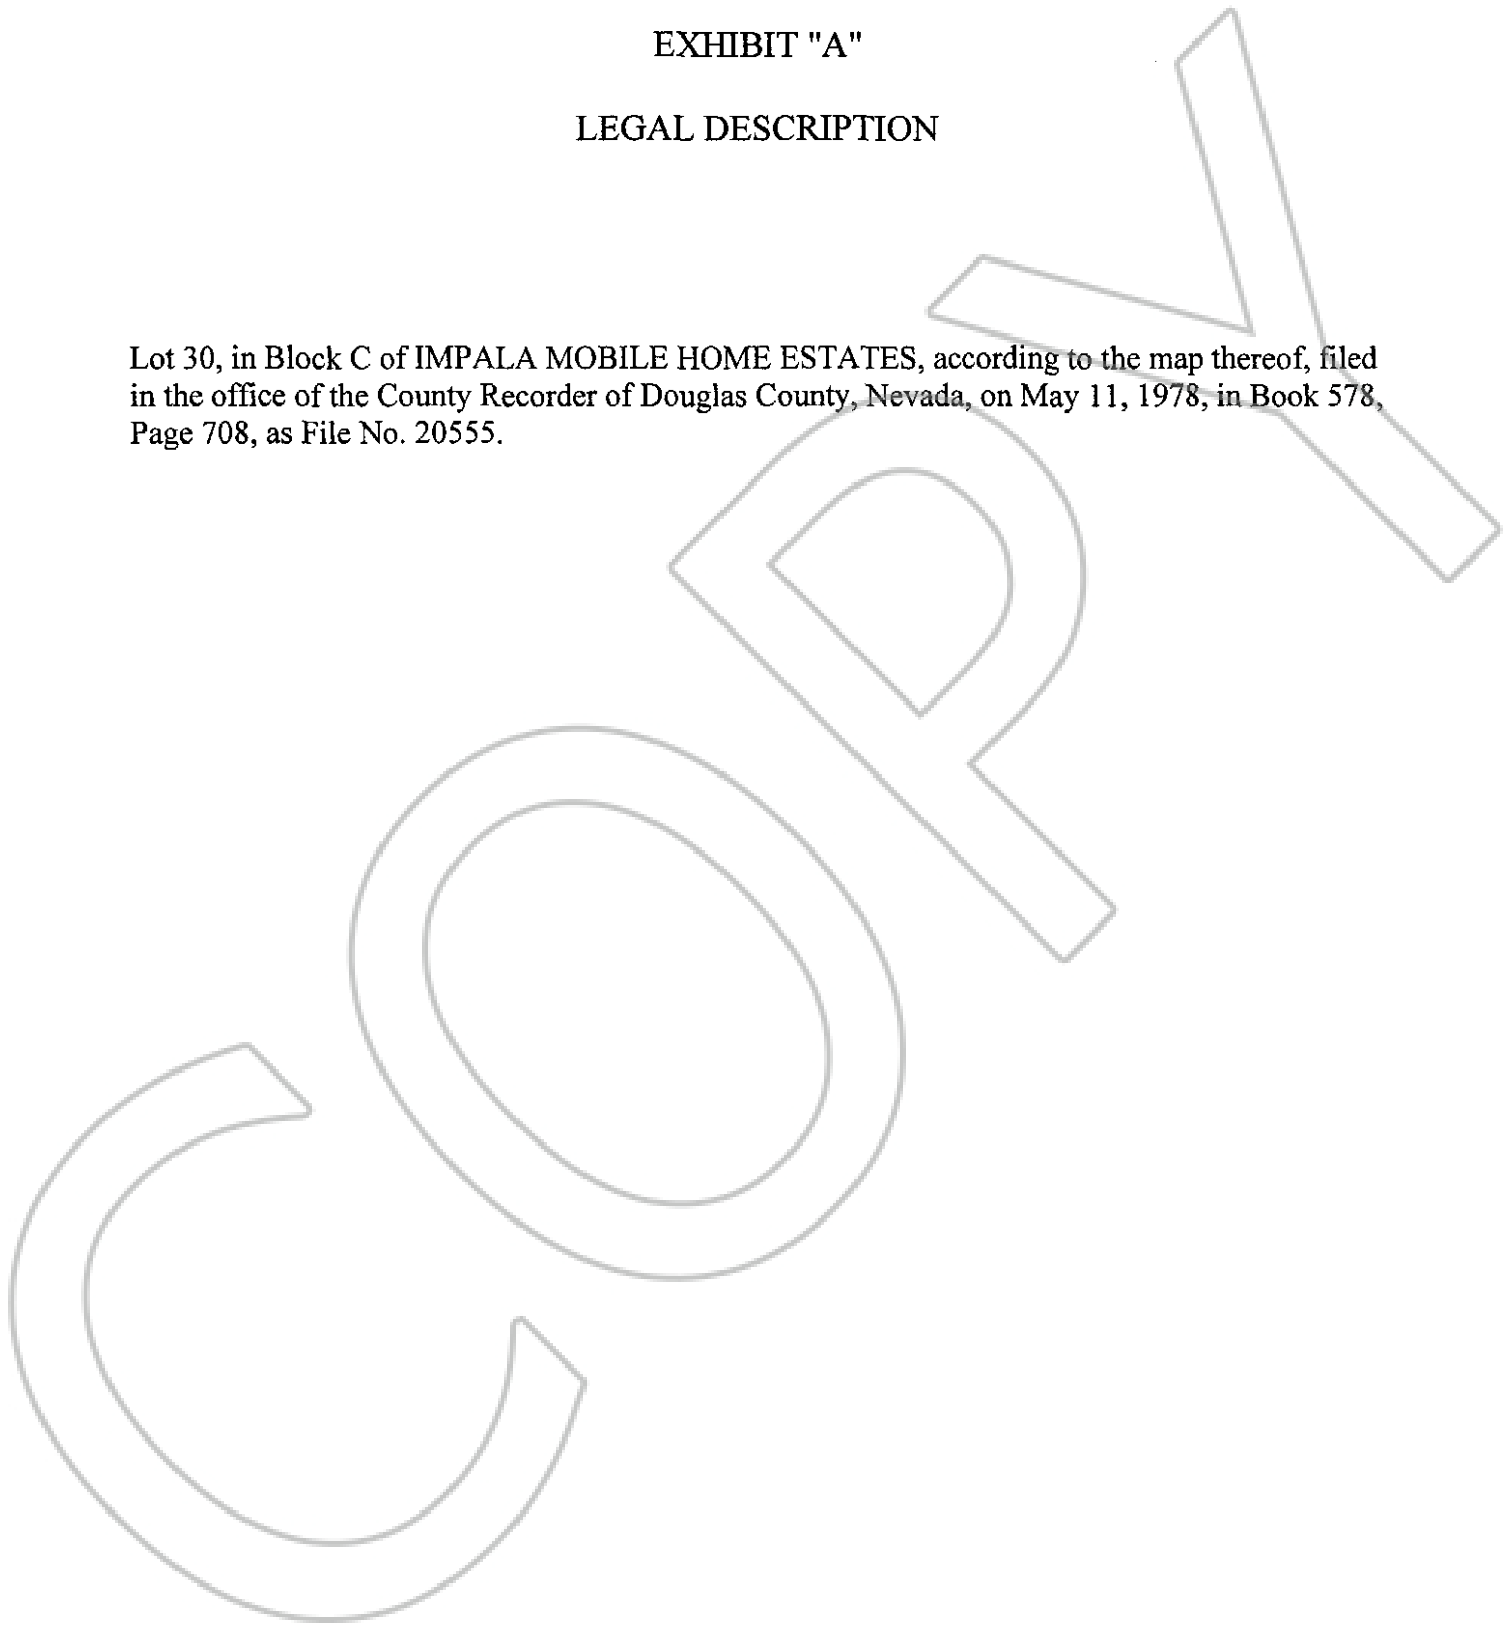 EXHIBIT "A"
LEGAL DESCRIPTION
Lot 30, in Block C of IMPALA MOBILE HOME ESTATES, according to the map thereof, filed
in the office of the County Recorder of Douglas County, Nevada, on May 11, 1978, in Book 578,
Page 708, as File No. 20555.
COPY